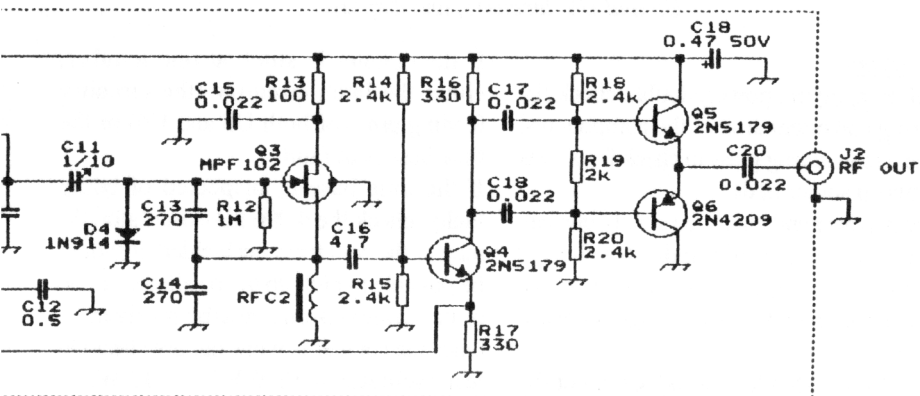 C18
0.47 50V
C15
0.022
R13
100
R14
2.4k
R16
330
C17
0.022
R18
2.4k
Q5
2N5179
C11
1/10
Q3
MPF102
R19
2k
C20
0.022
J2
RF OUT
C13
270
R12
1M
C18
0.022
Q6
2N4209
D4
1N914
C16
4 7
Q4
2N5179
R20
2.4k
C14
270
RFC2
R15
2.4k
C12
0.5
R17
330